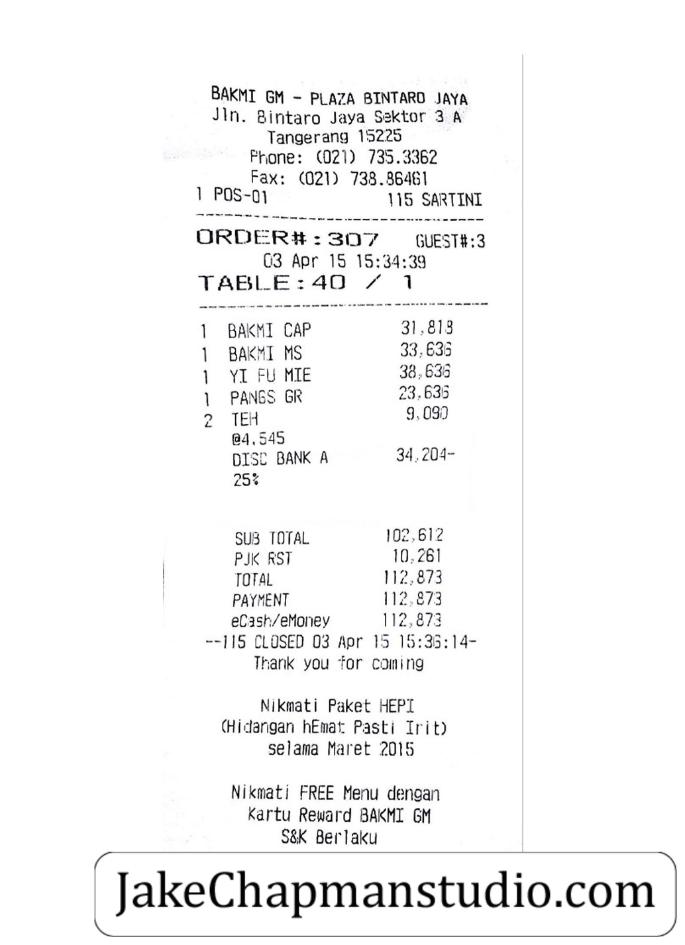 BAKMI GM - PLAZA BINTARO JAYA
Jln. Bintaro Jaya Sektor 3 A
Tangerang 15225
Phone: (021) 735.3362
Fax: (021) 738.86461
1 POS-01 115 SARTINI
ORDER#:307 GUEST#:3
03 Apr 15 15:34:39
TABLE:40 / 1
1 BAKMI CAP 31,818
1 BAKMI MS 33,636
1 YI FU MIE 38,636
1 PANGS GR 23,636
2 TEH 9,090
@4,545
DISC BANK A 34,204-
25%
SUB TOTAL 102,612
PJK RST 10,261
TOTAL 112,873
PAYMENT 112,873
eCash/eMoney 112,873
--115 CLOSED 03 Apr 15 15:36:14-
Thank you for coming
Nikmati Paket HEPI
(Hidangan hEmat Pasti Irit)
selama Maret 2015
Nikmati FREE Menu dengan
Kartu Reward BAKMI GM
S&K Berlaku
JakeChapmanstudio.com